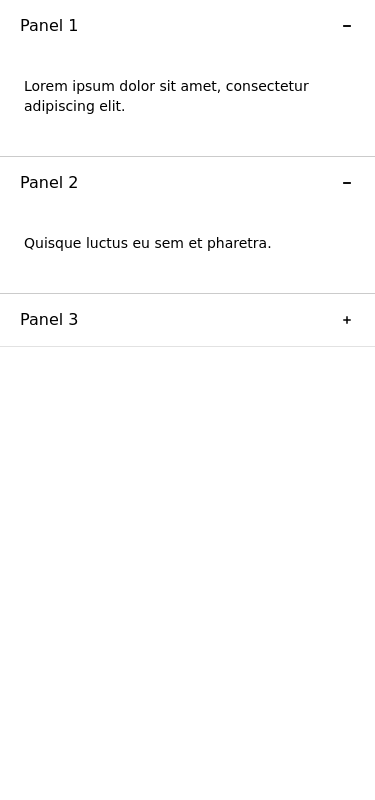 Panel 1
Lorem ipsum dolor sit amet, consectetur
adipiscing elit.
Panel 2
Quisque luctus eu sem et pharetra.
Panel 3